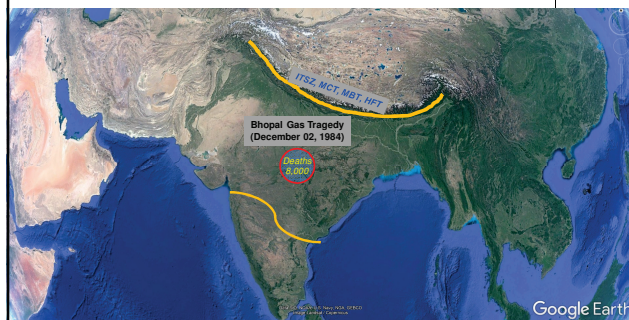 ITSZ, MCT, MBT, HFT
Bhopal Gas Tragedy
(December 02, 1984)
Deaths
8,000
Google Earth